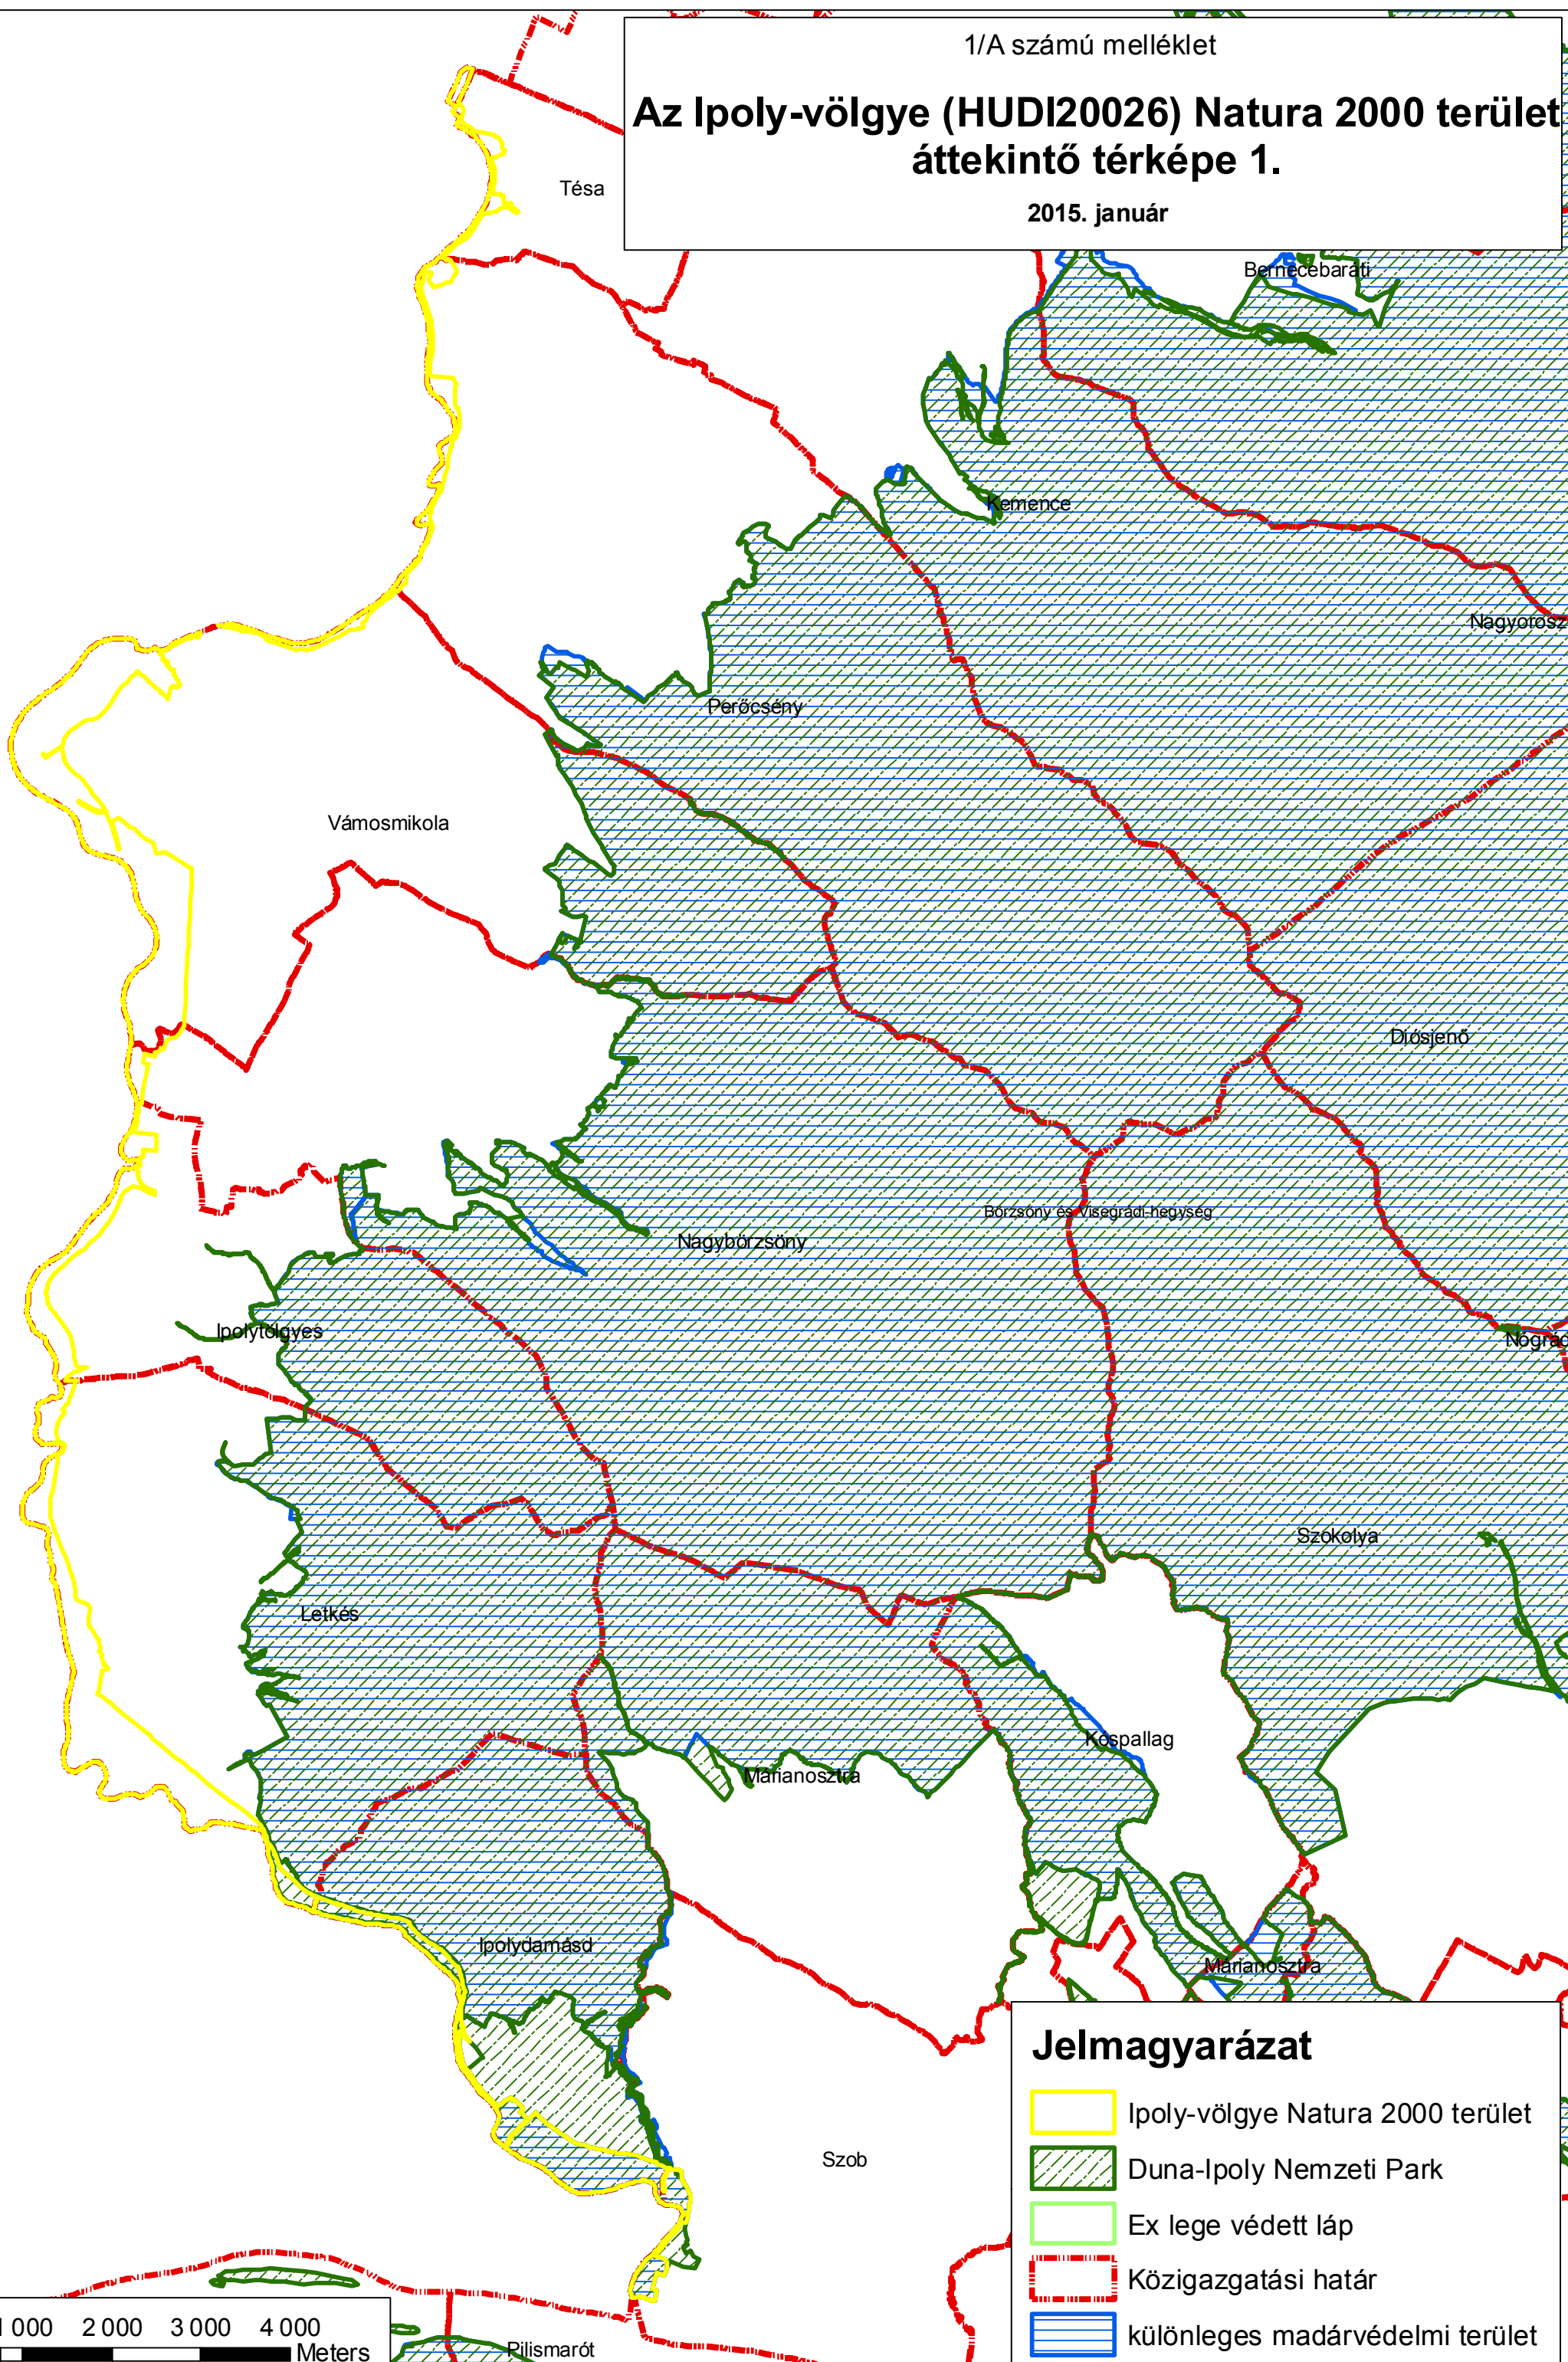 1/A számú melléklet
Az Ipoly-völgye (HUDI20026) Natura 2000 terület
áttekintő térképe 1.
2015. január
Tésa
Bernecebaráti
Kemence
Nagyorosz
Perőcsény
Vámosmikola
Diósjenő
Börzsöny és Visegrádi-hegység
Nagybörzsöny
Ipolytölgyes
Nógrád
Szokolya
Letkés
Kóspallag
Márianosztra
Ipolydamásd
Márianosztra
Szob
Pilismarót
Jelmagyarázat
Ipoly-völgye Natura 2000 terület
Duna-Ipoly Nemzeti Park
Ex lege védett láp
Közigazgatási határ
különleges madárvédelmi terület
1 000 2 000 3 000 4 000
Meters